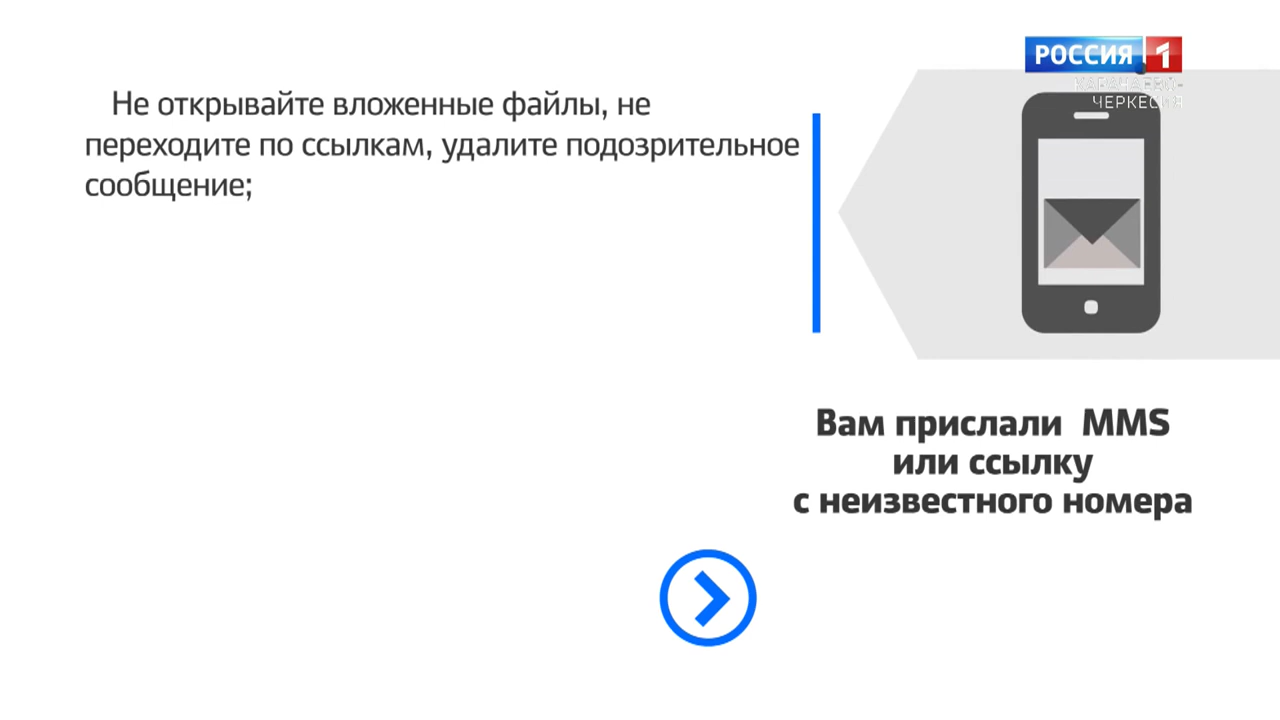 РОССИЯ 1
КАРАЧАЕВО-
ЧЕРКЕСИЯ
Не открывайте вложенные файлы, не
переходите по ссылкам, удалите подозрительное
сообщение;
Вам прислали MMS
или ссылку
с неизвестного номера